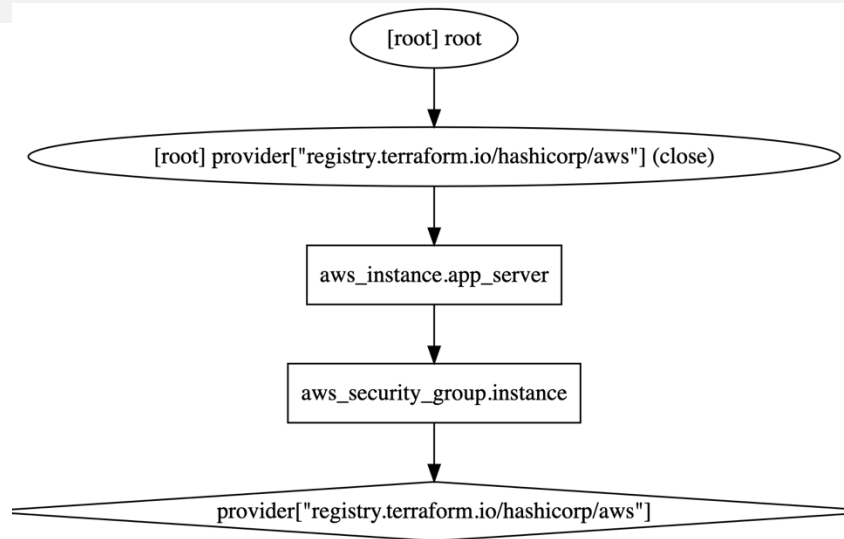 [root] root
[root] provider["registry.terraform.io/hashicorp/aws"] (close)
aws_instance.app_server
aws_security_group.instance
provider["registry.terraform.io/hashicorp/aws"]